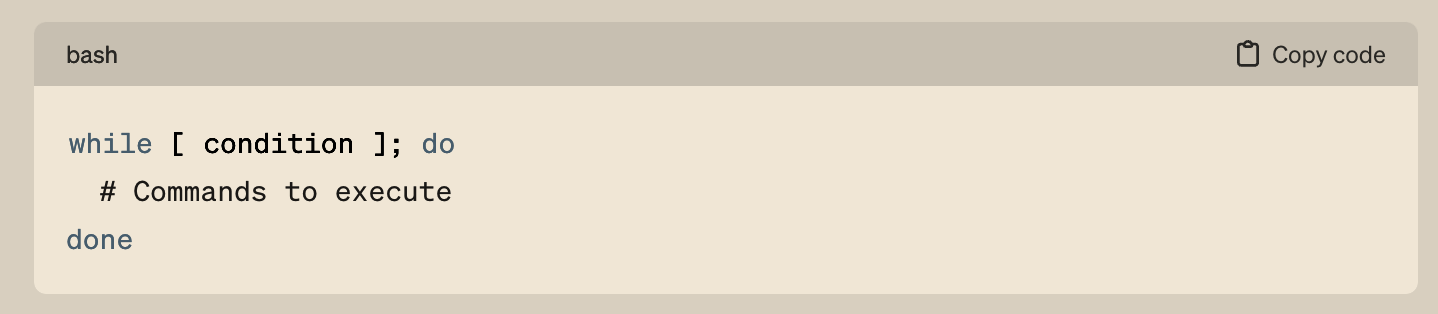 bash
Copy code
while [ condition ]; do
  # Commands to execute
done